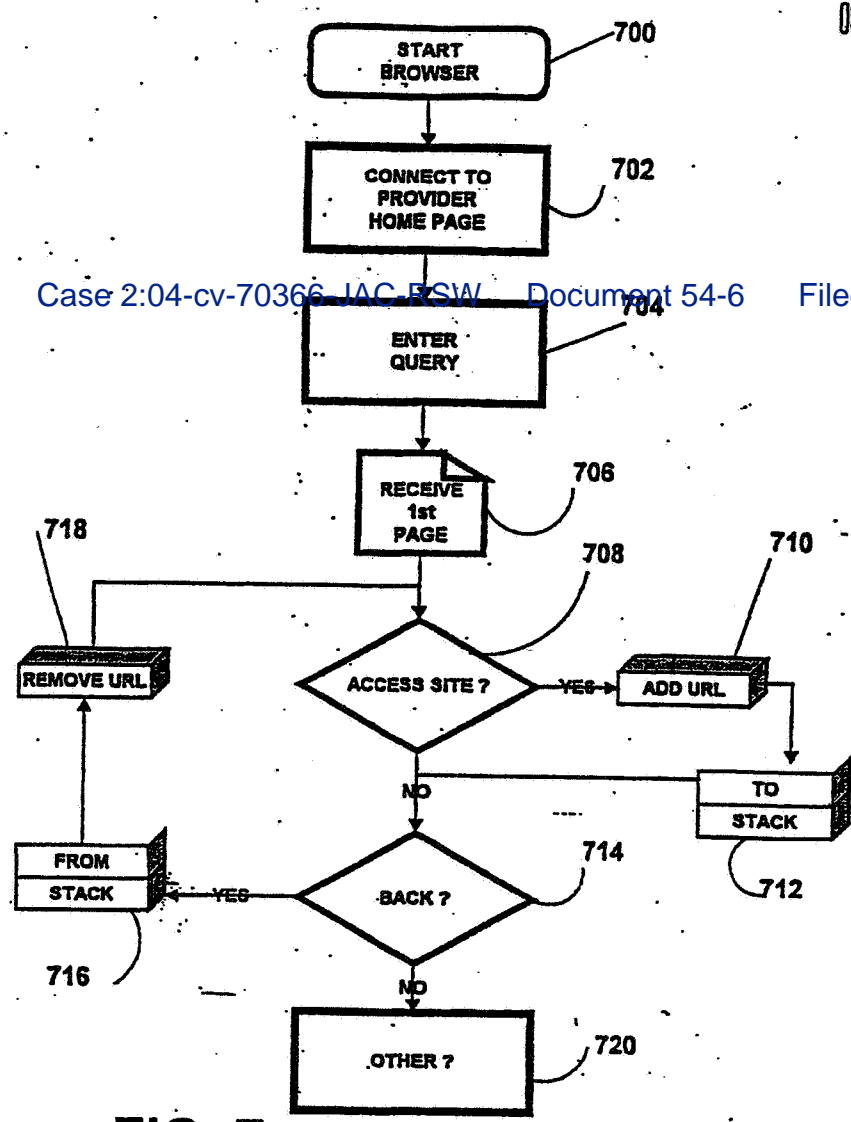 START
BROWSER
700
CONNECT TO
PROVIDER
HOME PAGE
702
Case 2:04-cv-70366-JAC-RSW Document 54-6
704
ENTER
QUERY
RECEIVE
1st
PAGE
706
718
708
710
REMOVE URL
ACCESS SITE ?
YES
ADD URL
NO
TO
STACK
712
FROM
STACK
716
YES
BACK ?
714
NO
OTHER ?
720